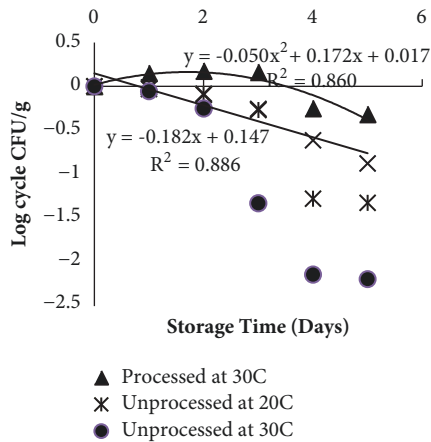 0 2 4 6
0.5
0
−0.5
−1
−1.5
−2
−2.5
Log cycle CFU/g
y = -0.050x² + 0.172x + 0.017
R² = 0.860
y = -0.182x + 0.147
R² = 0.886
Storage Time (Days)
Processed at 30C
Unprocessed at 20C
Unprocessed at 30C